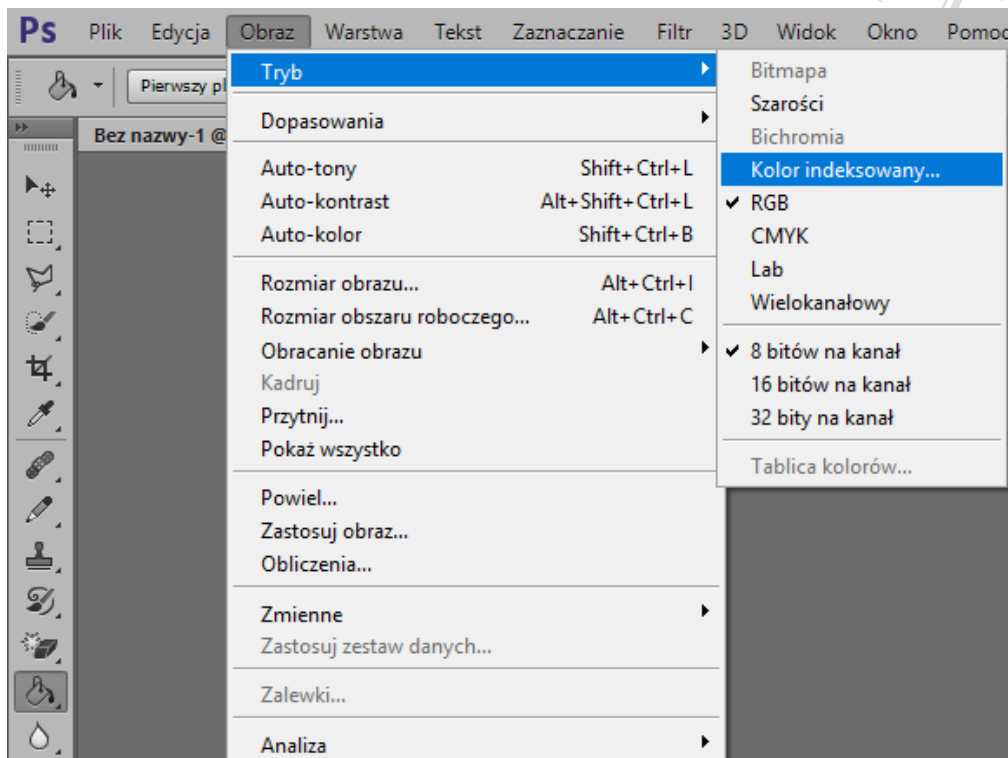 Ps Plik Edycja Obraz Warstwa Tekst Zaznaczanie Filtr 3D Widok Okno Pomoc
Pierwszy pl
Bez nazwy-1 @
Tryb
Dopasowania
Auto-tony Shift+Ctrl+L
Auto-kontrast Alt+Shift+Ctrl+L
Auto-kolor Shift+Ctrl+B
Rozmiar obrazu... Alt+Ctrl+I
Rozmiar obszaru roboczego... Alt+Ctrl+C
Obracanie obrazu
Kadruj
Przytnij...
Pokaż wszystko
Powiel...
Zastosuj obraz...
Obliczenia...
Zmienne
Zastosuj zestaw danych...
Zalewki...
Analiza
Bitmapa
Szarości
Bichromia
Kolor indeksowany...
RGB
CMYK
Lab
Wielokanałowy
8 bitów na kanał
16 bitów na kanał
32 bity na kanał
Tablica kolorów...